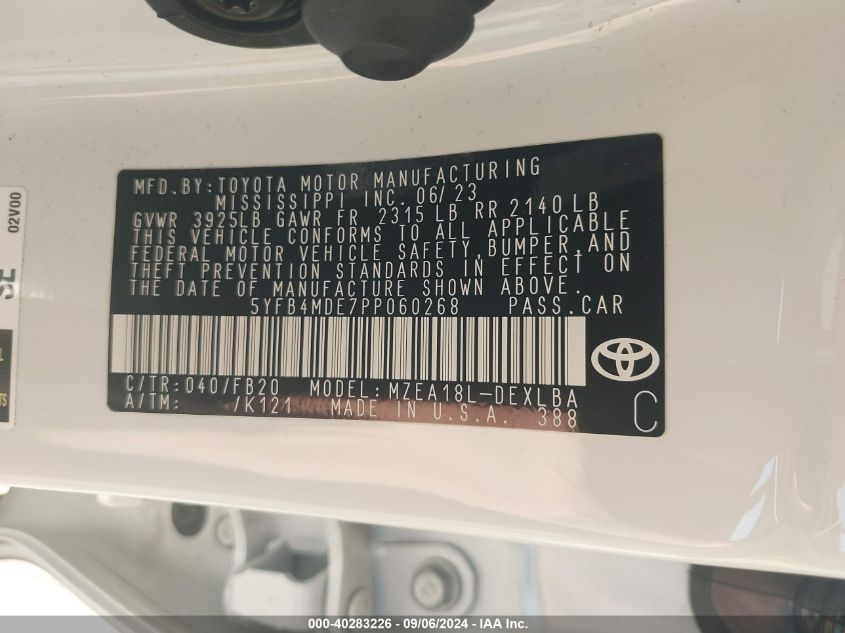 MFD.BY:TOYOTA MOTOR MANUFACTURING
MISSISSIPPI INC. 06/23
GVWR 3925LB GAWR FR 2315 LB RR 2140 LB
THIS VEHICLE CONFORMS TO ALL APPLICABLE
FEDERAL MOTOR VEHICLE SAFETY,BUMPER,AND
THEFT PREVENTION STANDARDS IN EFFECT ON
THE DATE OF MANUFACTURE SHOWN ABOVE.
5YFB4MDE7PP060268 PASS.CAR
C/TR:040/FB20 MODEL:MZEA18L-DEXLBA
A/TM: /K121 MADE IN U.S.A. 388
C
02V00
000-40283226 - 09/06/2024 - IAA Inc.